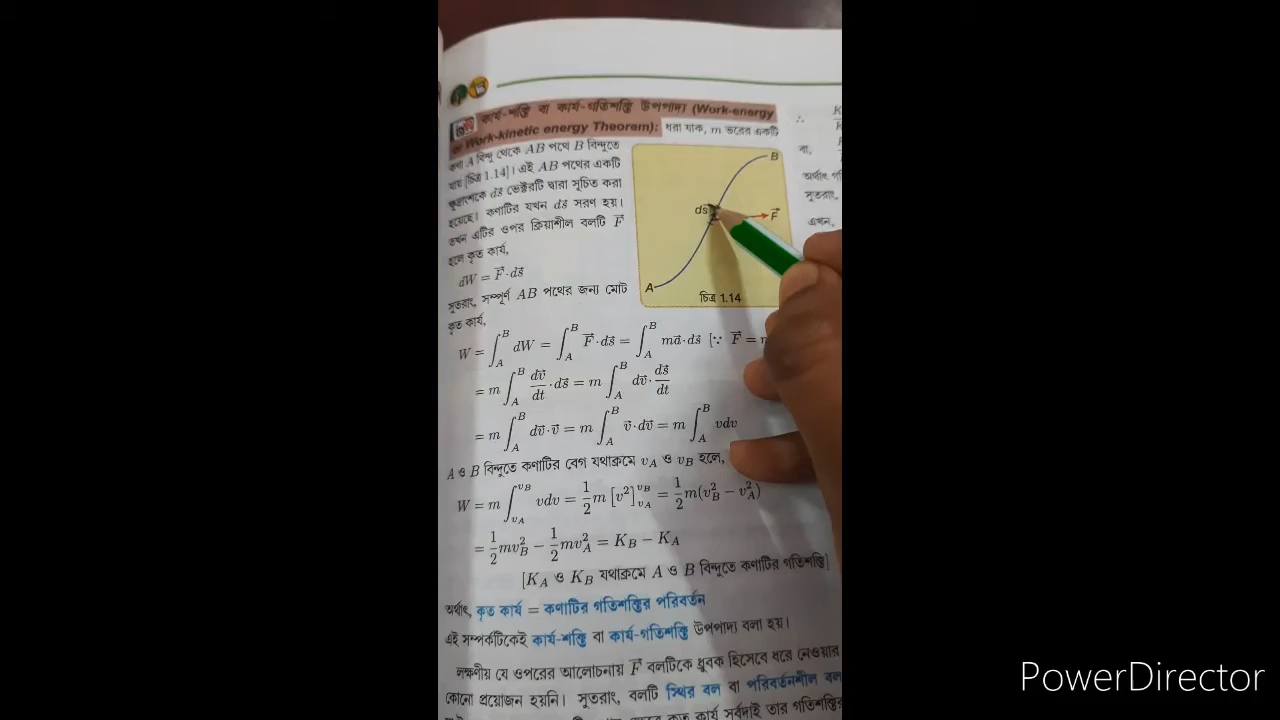 কার্য-শক্তি বা কার্য-গতিশক্তি উপপাদ্য (Work-energy
or Work-kinetic energy Theorem): ধরা যাক, m ভরের একটি
কণা A বিন্দু থেকে AB পথে B বিন্দুতে
যায় [চিত্র 1.14]। এই AB পথের একটি
ক্ষুদ্রাংশকে ds⃗ ভেক্টরটি দ্বারা সূচিত করা
হয়েছে। কণাটির যখন ds⃗ সরণ হয়।
তখন এটির ওপর ক্রিয়াশীল বলটি F⃗
হলে কৃত কার্য,
dW = F⃗·ds⃗
সুতরাং, সম্পূর্ণ AB পথের জন্য মোট
কৃত কার্য,
B
ds⃗
F⃗
A
চিত্র 1.14
W = ∫_A^B dW = ∫_A^B F⃗·ds⃗ = ∫_A^B ma⃗·ds⃗ [∵ F⃗ =
= m ∫_A^B dv⃗/dt · ds⃗ = m ∫_A^B dv⃗ · ds⃗/dt
= m ∫_A^B dv⃗·v⃗ = m ∫_A^B v⃗·dv⃗ = m ∫_A^B vdv
A ও B বিন্দুতে কণাটির বেগ যথাক্রমে v_A ও v_B হলে,
W = m ∫_{v_A}^{v_B} vdv = 1/2 m [v²]_{v_A}^{v_B} = 1/2 m(v_B² − v_A²)
= 1/2 mv_B² − 1/2 mv_A² = K_B − K_A
[K_A ও K_B যথাক্রমে A ও B বিন্দুতে কণাটির গতিশক্তি]
অর্থাৎ, কৃত কার্য = কণাটির গতিশক্তির পরিবর্তন
এই সম্পর্কটিকেই কার্য-শক্তি বা কার্য-গতিশক্তি উপপাদ্য বলা হয়।
লক্ষণীয় যে ওপরের আলোচনায় F⃗ বলটিকে ধ্রুবক হিসেবে ধরে নেওয়ার
কোনো প্রয়োজন হয়নি। সুতরাং, বলটি স্থির বল বা পরিবর্তনশীল বল
কৃত কার্য সর্বদাই তার গতিশক্তির
∴
বা,
অর্থাৎ
সুতরাং,
এখন,
PowerDirector